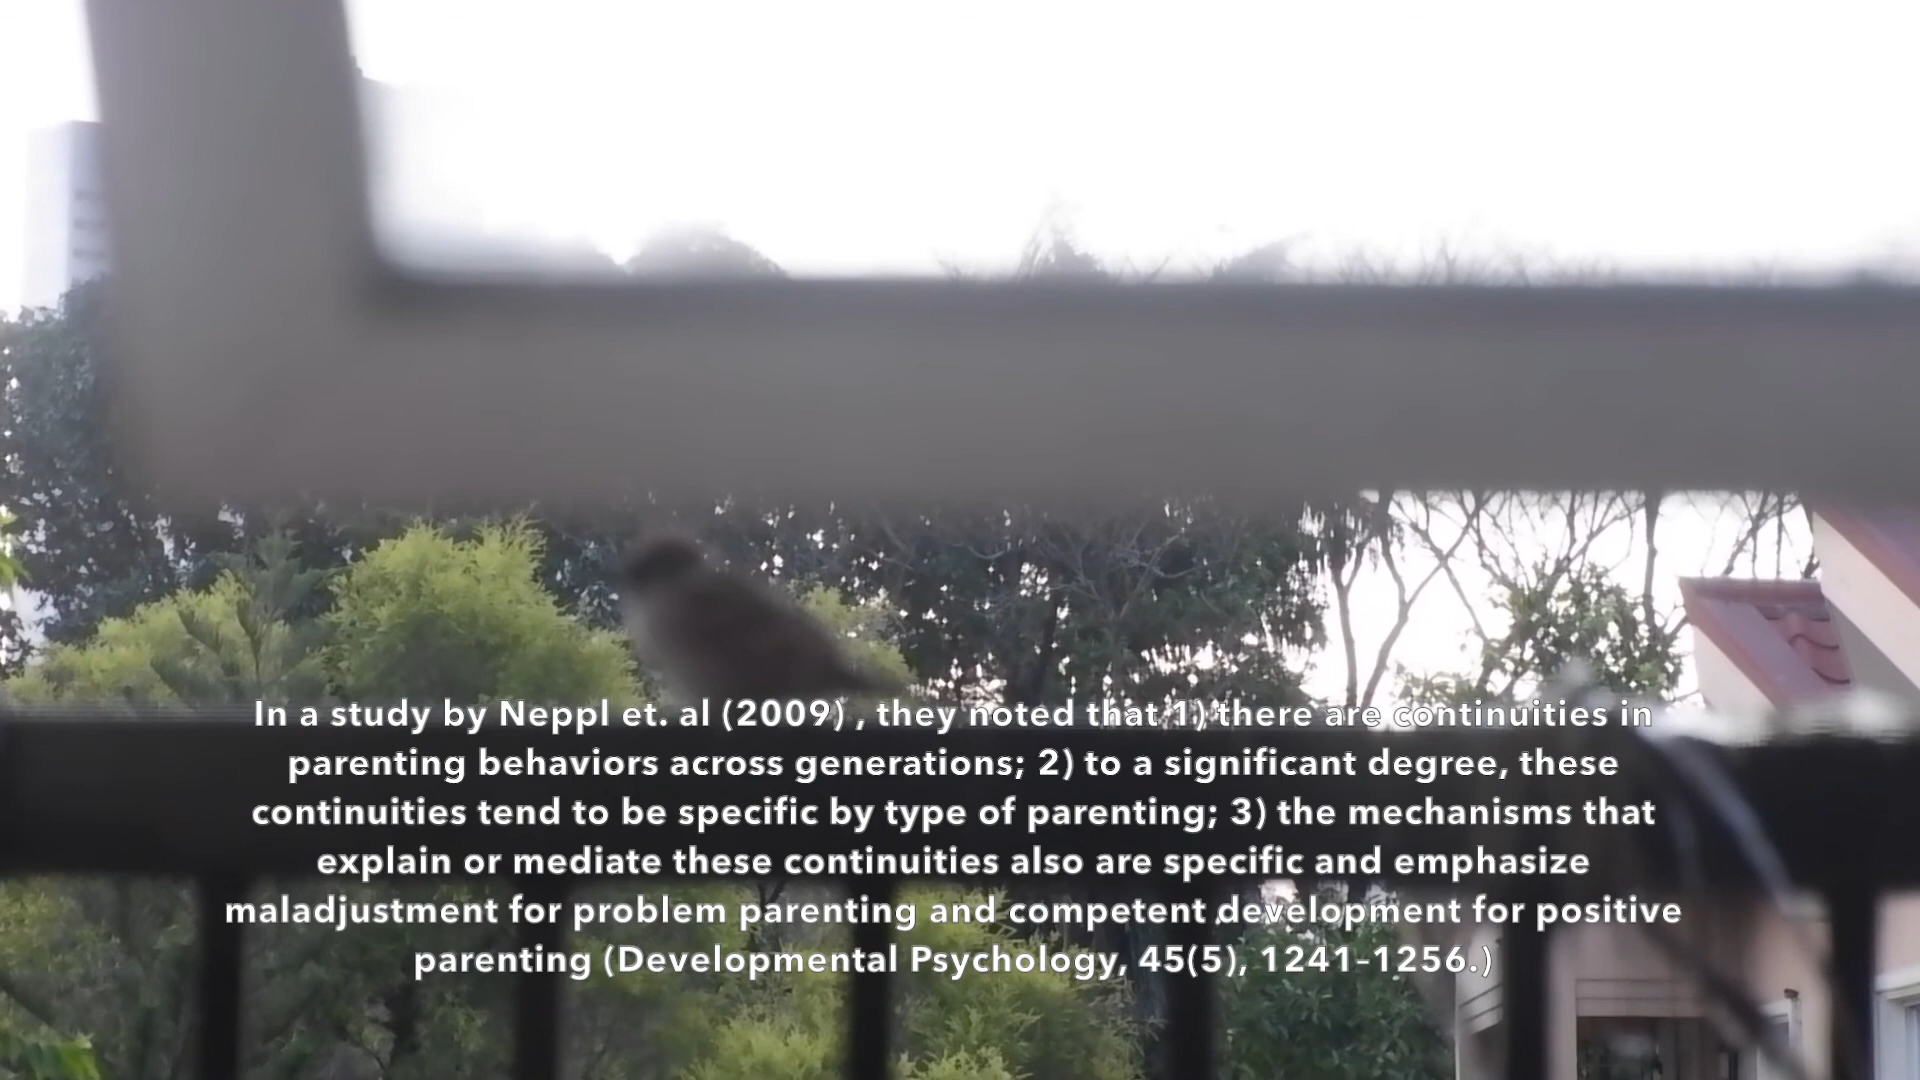 In a study by Neppl et. al (2009) , they noted that 1) there are continuities in
parenting behaviors across generations; 2) to a significant degree, these
continuities tend to be specific by type of parenting; 3) the mechanisms that
explain or mediate these continuities also are specific and emphasize
maladjustment for problem parenting and competent development for positive
parenting (Developmental Psychology, 45(5), 1241–1256.)